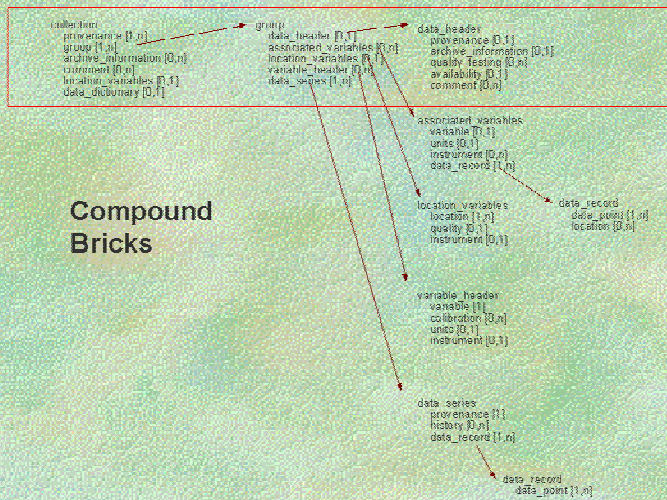 collection
provenance [1,n]
group [1,n]
archive_information [0,n]
comment [0,n]
location_variables [0,1]
data_dictionary [0,1]
group
data_header [0,1]
associated_variables [0,n]
location_variables [0,1]
variable_header [0,n]
data_series [1,n]
data_header
provenance [0,1]
archive_information [0,1]
quality Testing [0,n]
availability [0,1]
comment [0,n]
associated_variables
variable [0,1]
units [0,1]
instrument [0,n]
data_record [1,n]
data_record
data_point [1,n]
location [0,n]
location_variables
location [1,n]
quality [0,1]
instrument [0,1]
Compound
Bricks
variable_header
variable [1]
calibration [0,n]
units [0,1]
instrument [0,1]
data_series
provenance [1]
history [0,n]
data_record [1,n]
data_record
data_point [1,n]